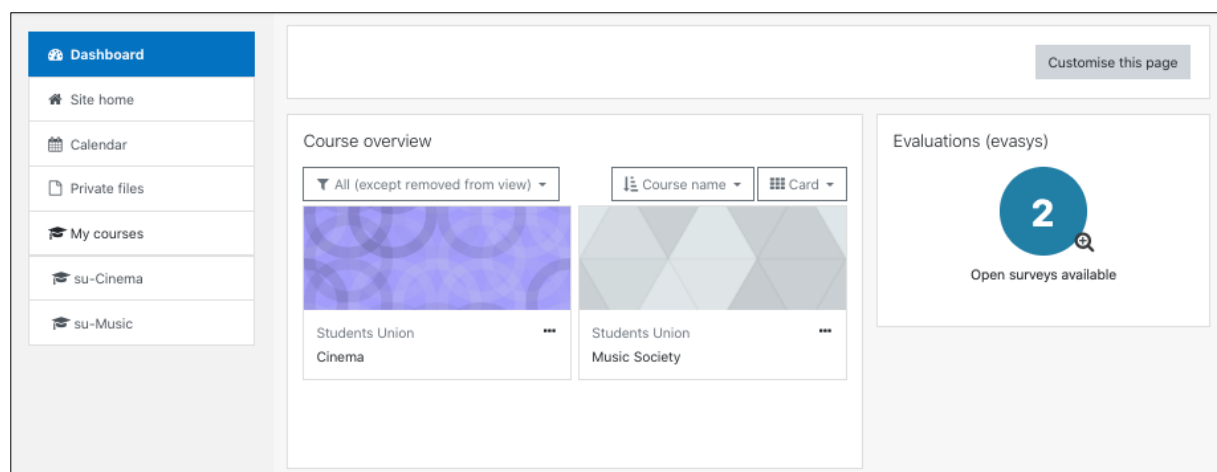 Dashboard
Site home
Calendar
Private files
My courses
su-Cinema
su-Music
Customise this page
Course overview
All (except removed from view)
Course name
Card
Students Union
Cinema
Students Union
Music Society
Evaluations (evasys)
2
Open surveys available